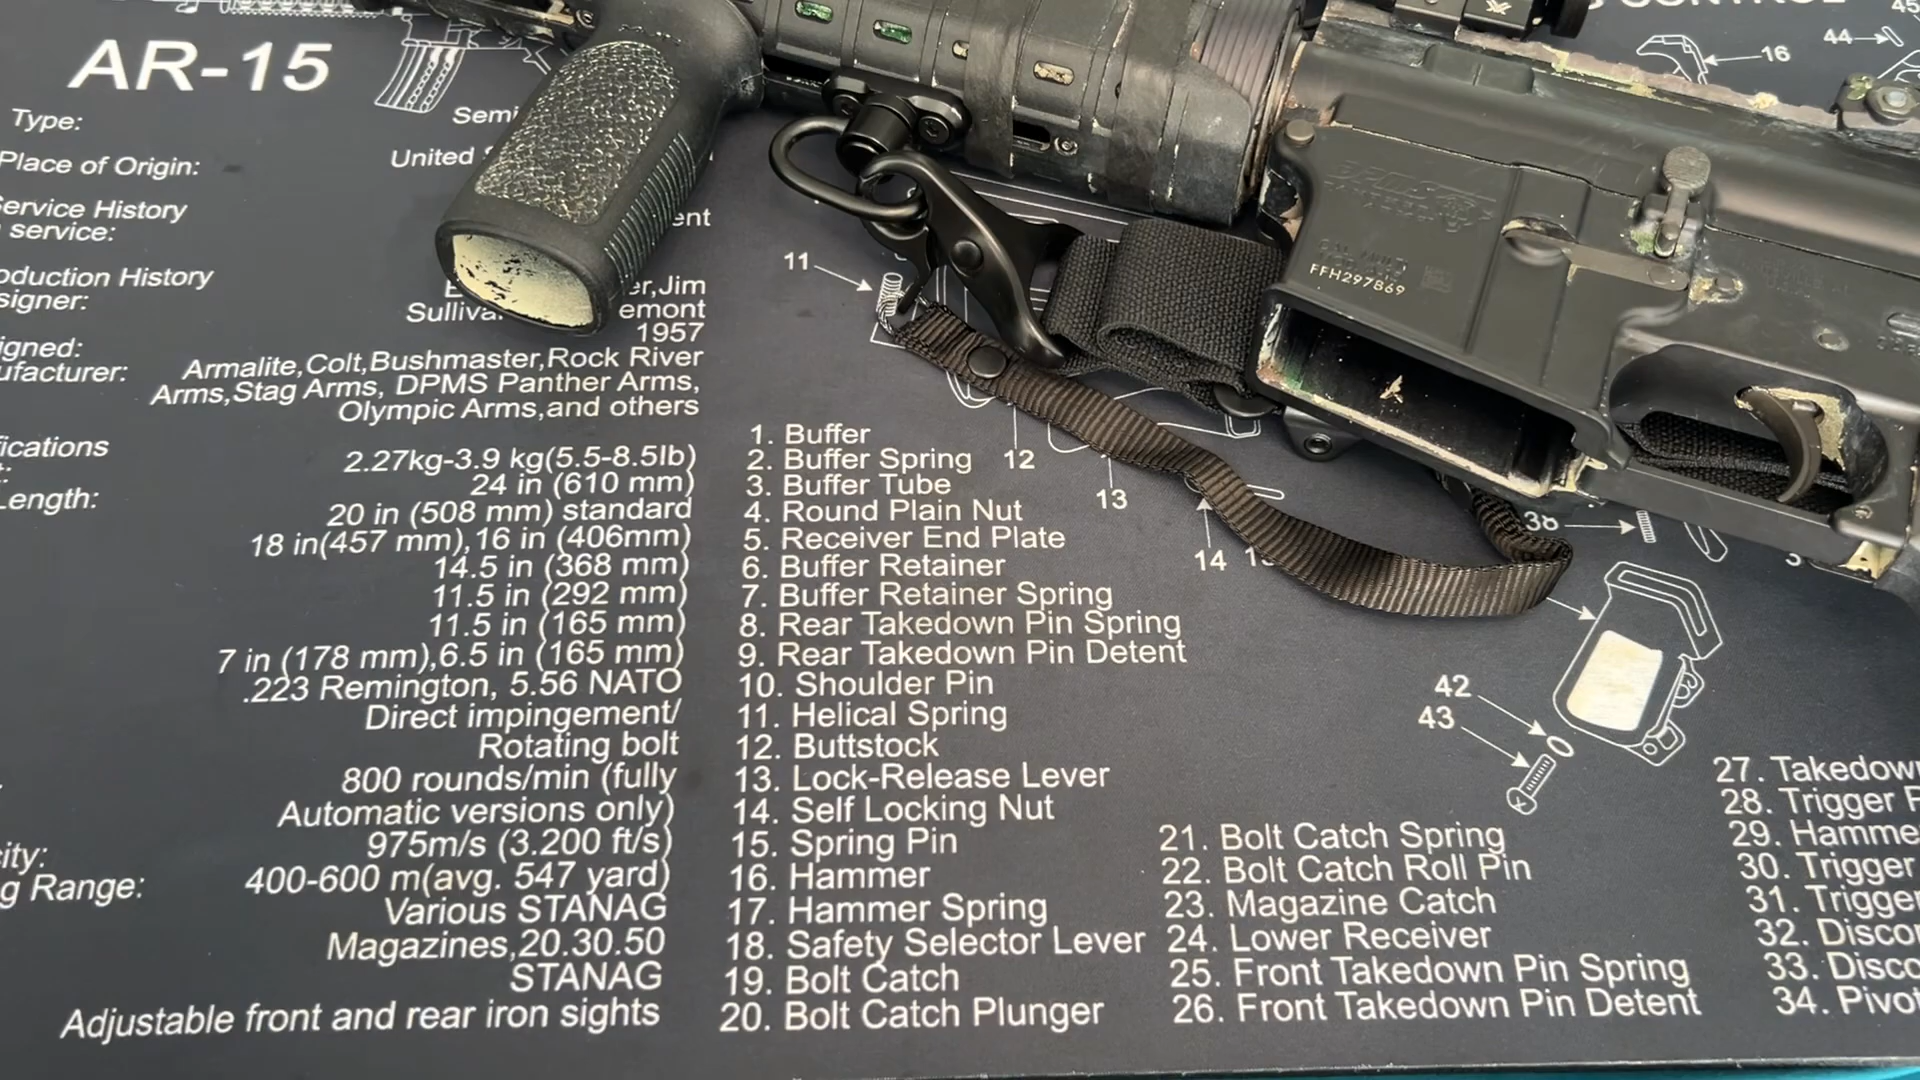 AR-15
Type:
Semi
Place of Origin:
United
Service History
service:
ent
oduction History
signer:
er,Jim
Sulliva
emont
1957
igned:
ufacturer:
Armalite,Colt,Bushmaster,Rock River
Arms,Stag Arms, DPMS Panther Arms,
Olympic Arms,and others
ifications
2.27kg-3.9 kg(5.5-8.5lb)
Length:
24 in (610 mm)
20 in (508 mm) standard
18 in(457 mm),16 in (406mm)
14.5 in (368 mm)
11.5 in (292 mm)
11.5 in (165 mm)
7 in (178 mm),6.5 in (165 mm)
.223 Remington, 5.56 NATO
Direct impingement/
Rotating bolt
800 rounds/min (fully
Automatic versions only)
city:
975m/s (3.200 ft/s)
g Range:
400-600 m(avg. 547 yard)
Various STANAG
Magazines,20.30.50
STANAG
Adjustable front and rear iron sights
1. Buffer
2. Buffer Spring
3. Buffer Tube
4. Round Plain Nut
5. Receiver End Plate
6. Buffer Retainer
7. Buffer Retainer Spring
8. Rear Takedown Pin Spring
9. Rear Takedown Pin Detent
10. Shoulder Pin
11. Helical Spring
12. Buttstock
13. Lock-Release Lever
14. Self Locking Nut
15. Spring Pin
16. Hammer
17. Hammer Spring
18. Safety Selector Lever
19. Bolt Catch
20. Bolt Catch Plunger
21. Bolt Catch Spring
22. Bolt Catch Roll Pin
23. Magazine Catch
24. Lower Receiver
25. Front Takedown Pin Spring
26. Front Takedown Pin Detent
27. Takedow
28. Trigger
29. Hamme
30. Trigger
31. Trigger
32. Disco
33. Disco
34. Pivot
11
12
13
14
16
44
45
38
42
43
CONTROL
FFH297869